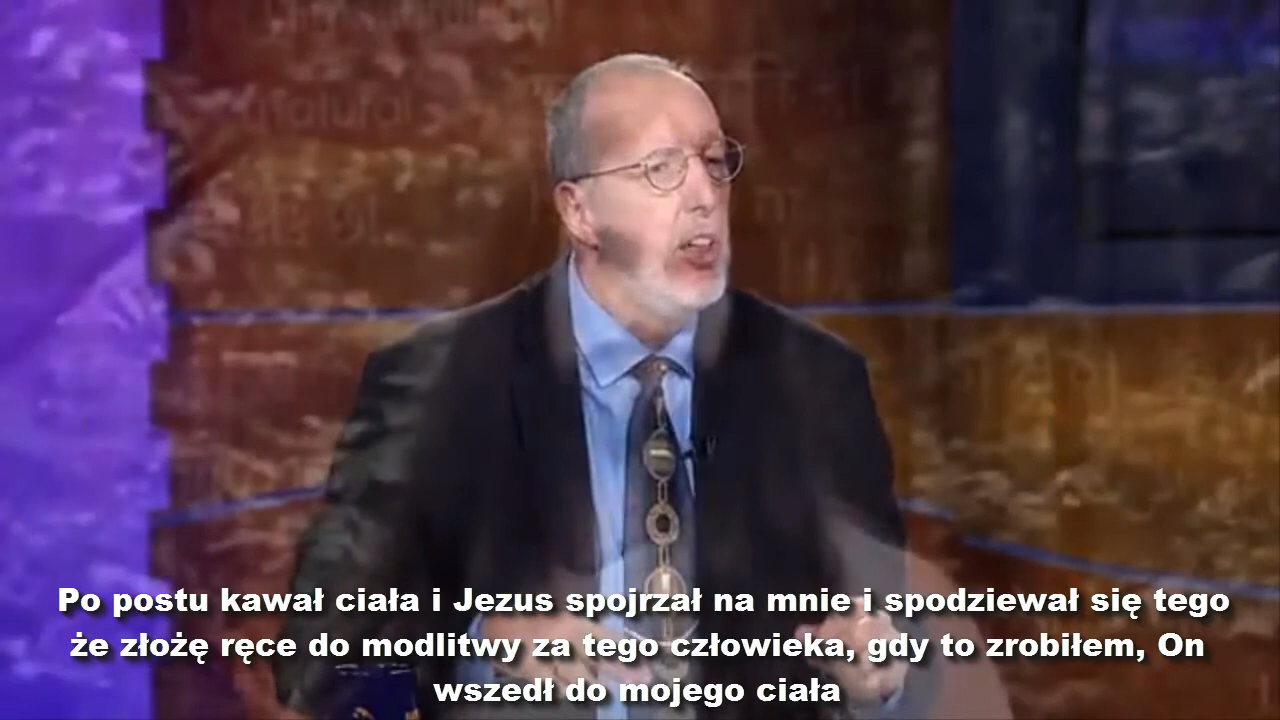 natural
Po postu kawał ciała i Jezus spojrzał na mnie i spodziewał się tego
że złożę ręce do modlitwy za tego człowieka, gdy to zrobiłem, On
wszedł do mojego ciała